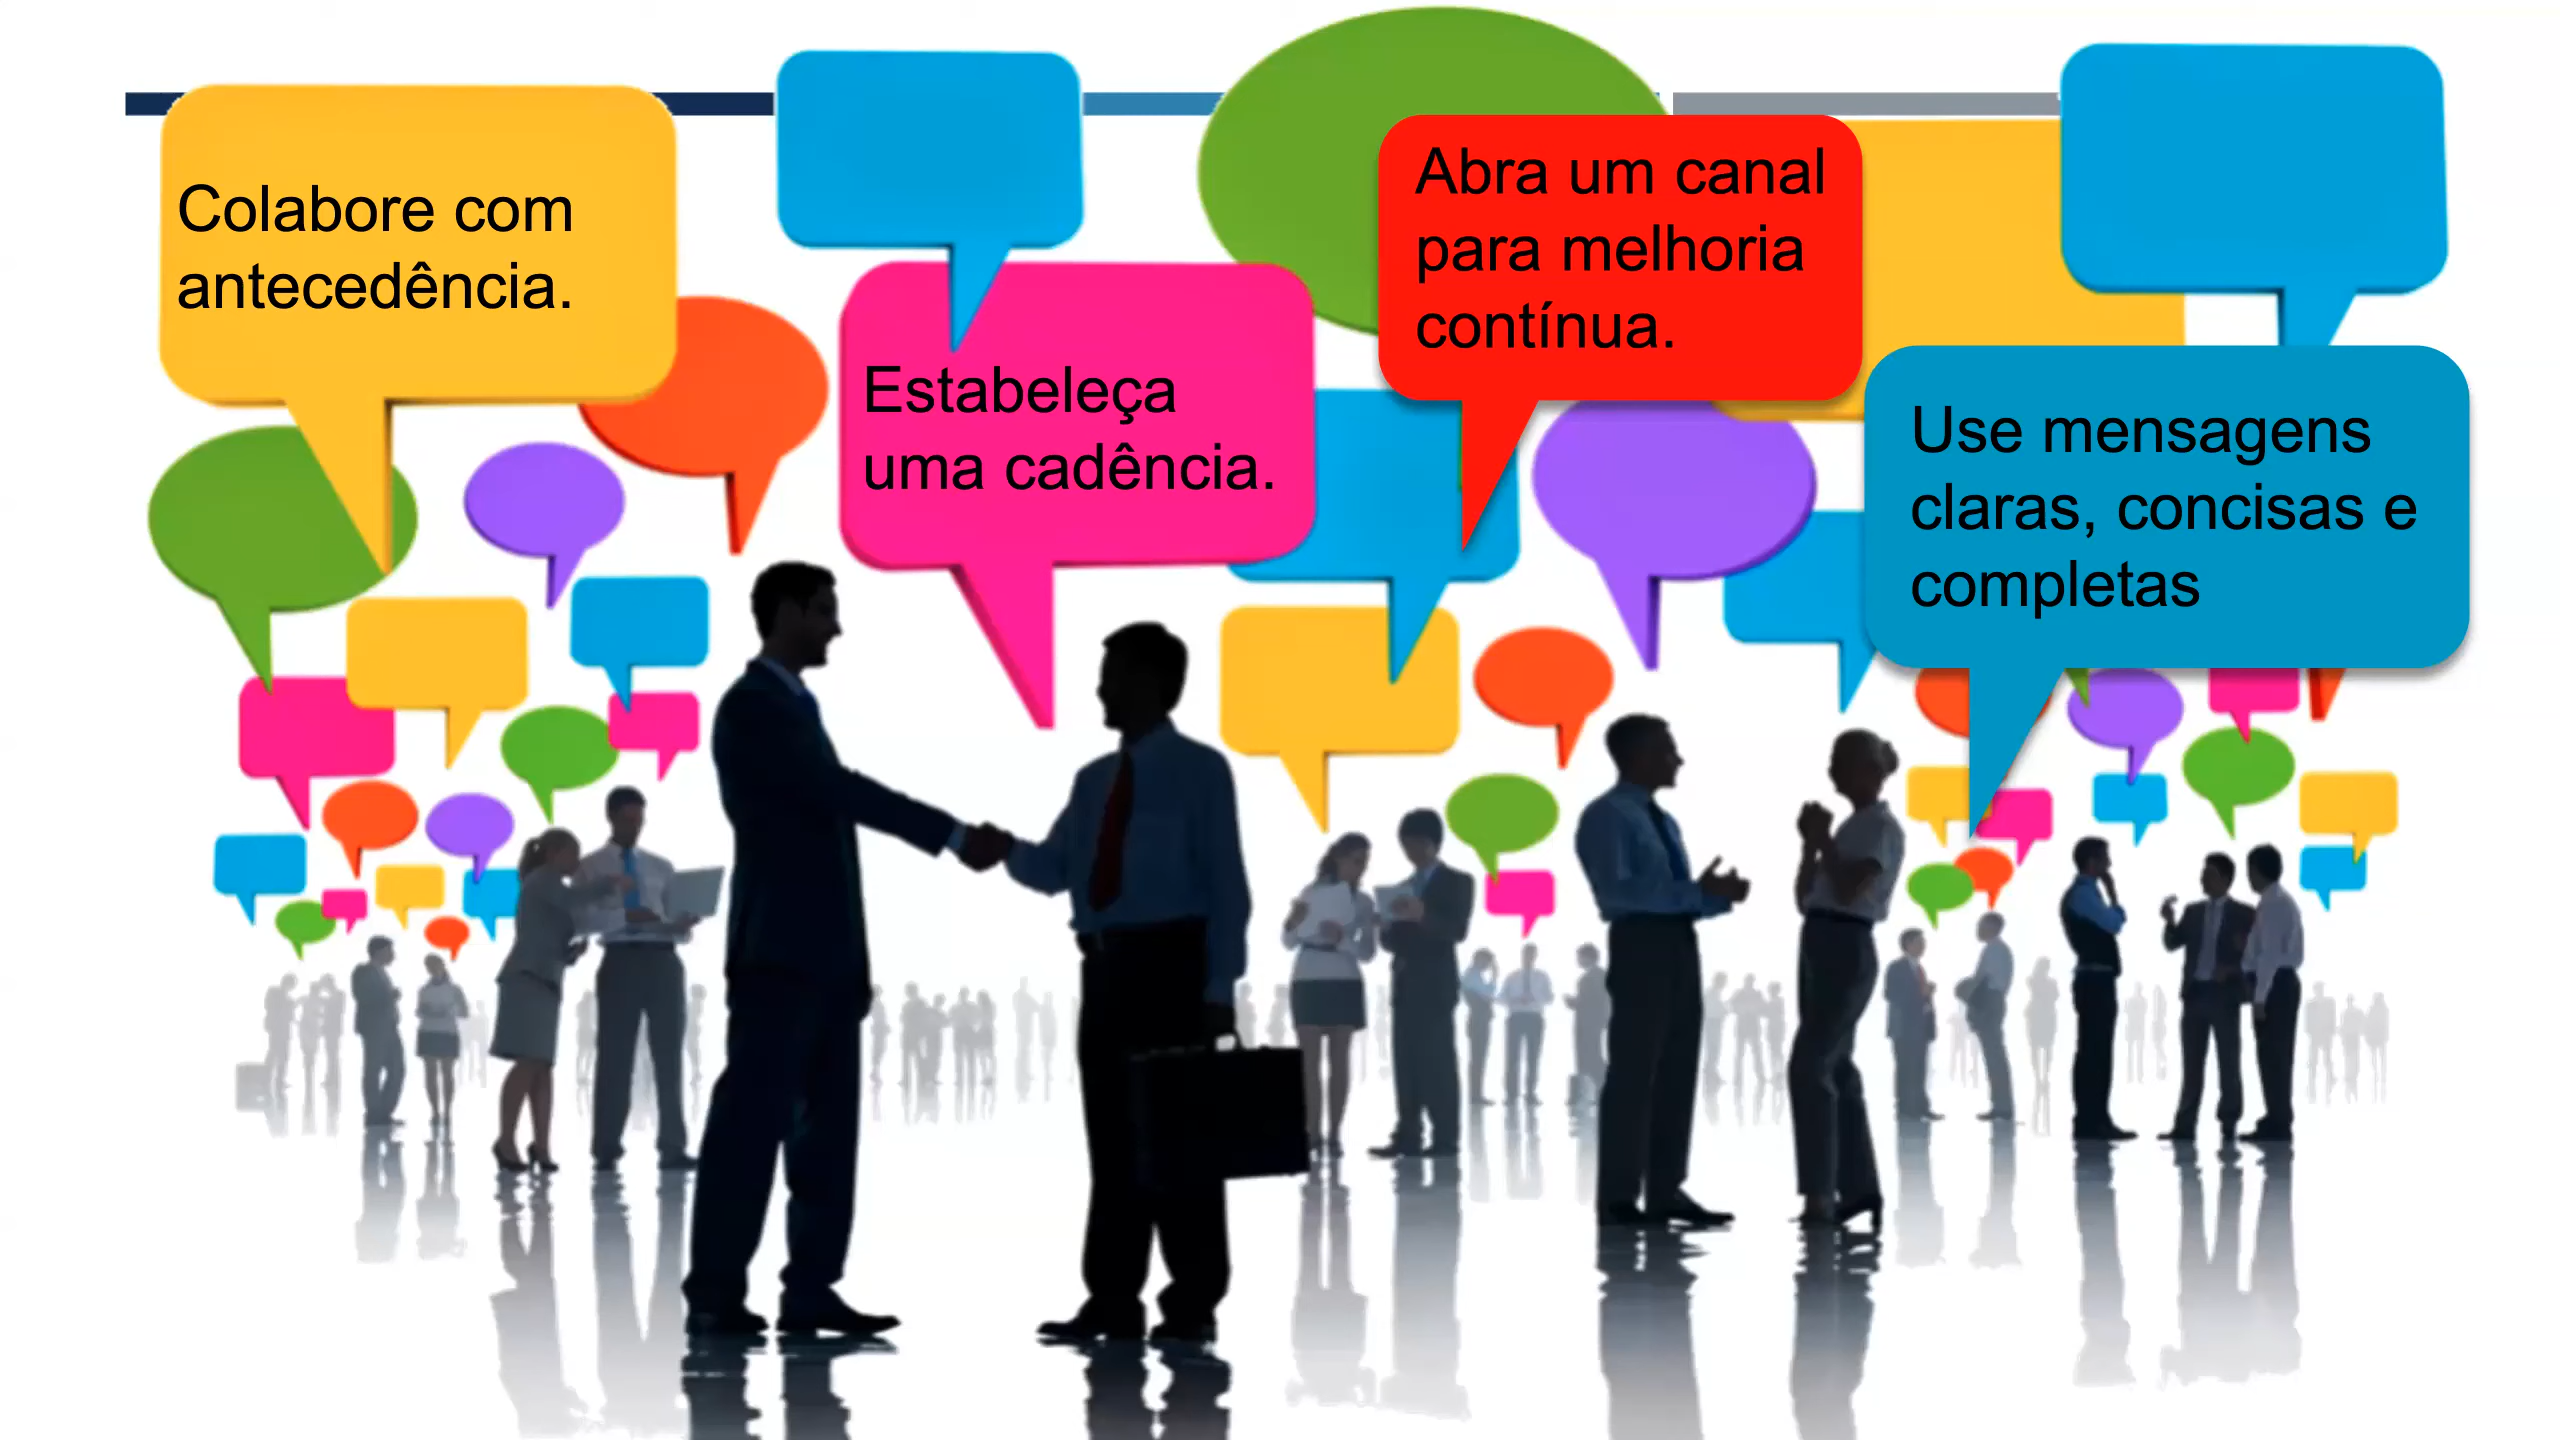 Colabore com
antecedência.
Estabeleça
uma cadência.
Abra um canal
para melhoria
contínua.
Use mensagens
claras, concisas e
completas